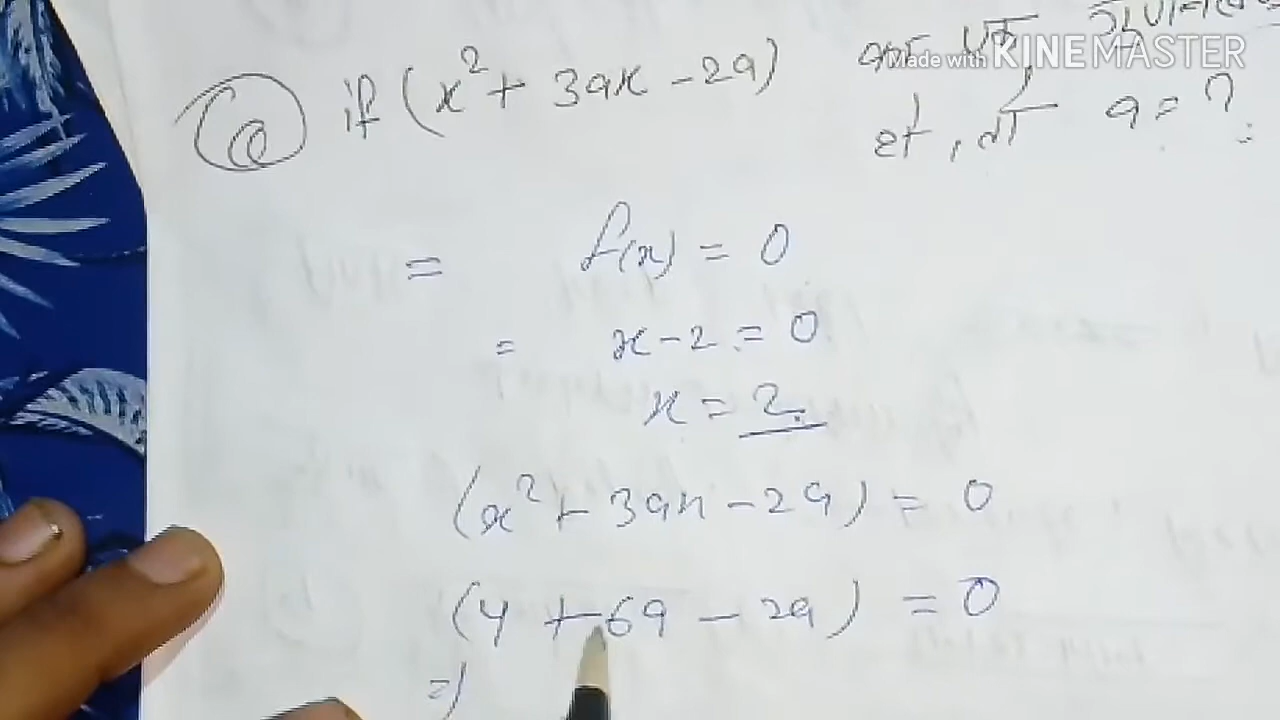 Made with KINEMASTER
Q if (x² + 3ax - 2a) का एक
हो, तो a = ?
= f(x) = 0
= x - 2 = 0
x = 2
(x² + 3ax - 2a) = 0
(4 + 6a - 2a) = 0
=)